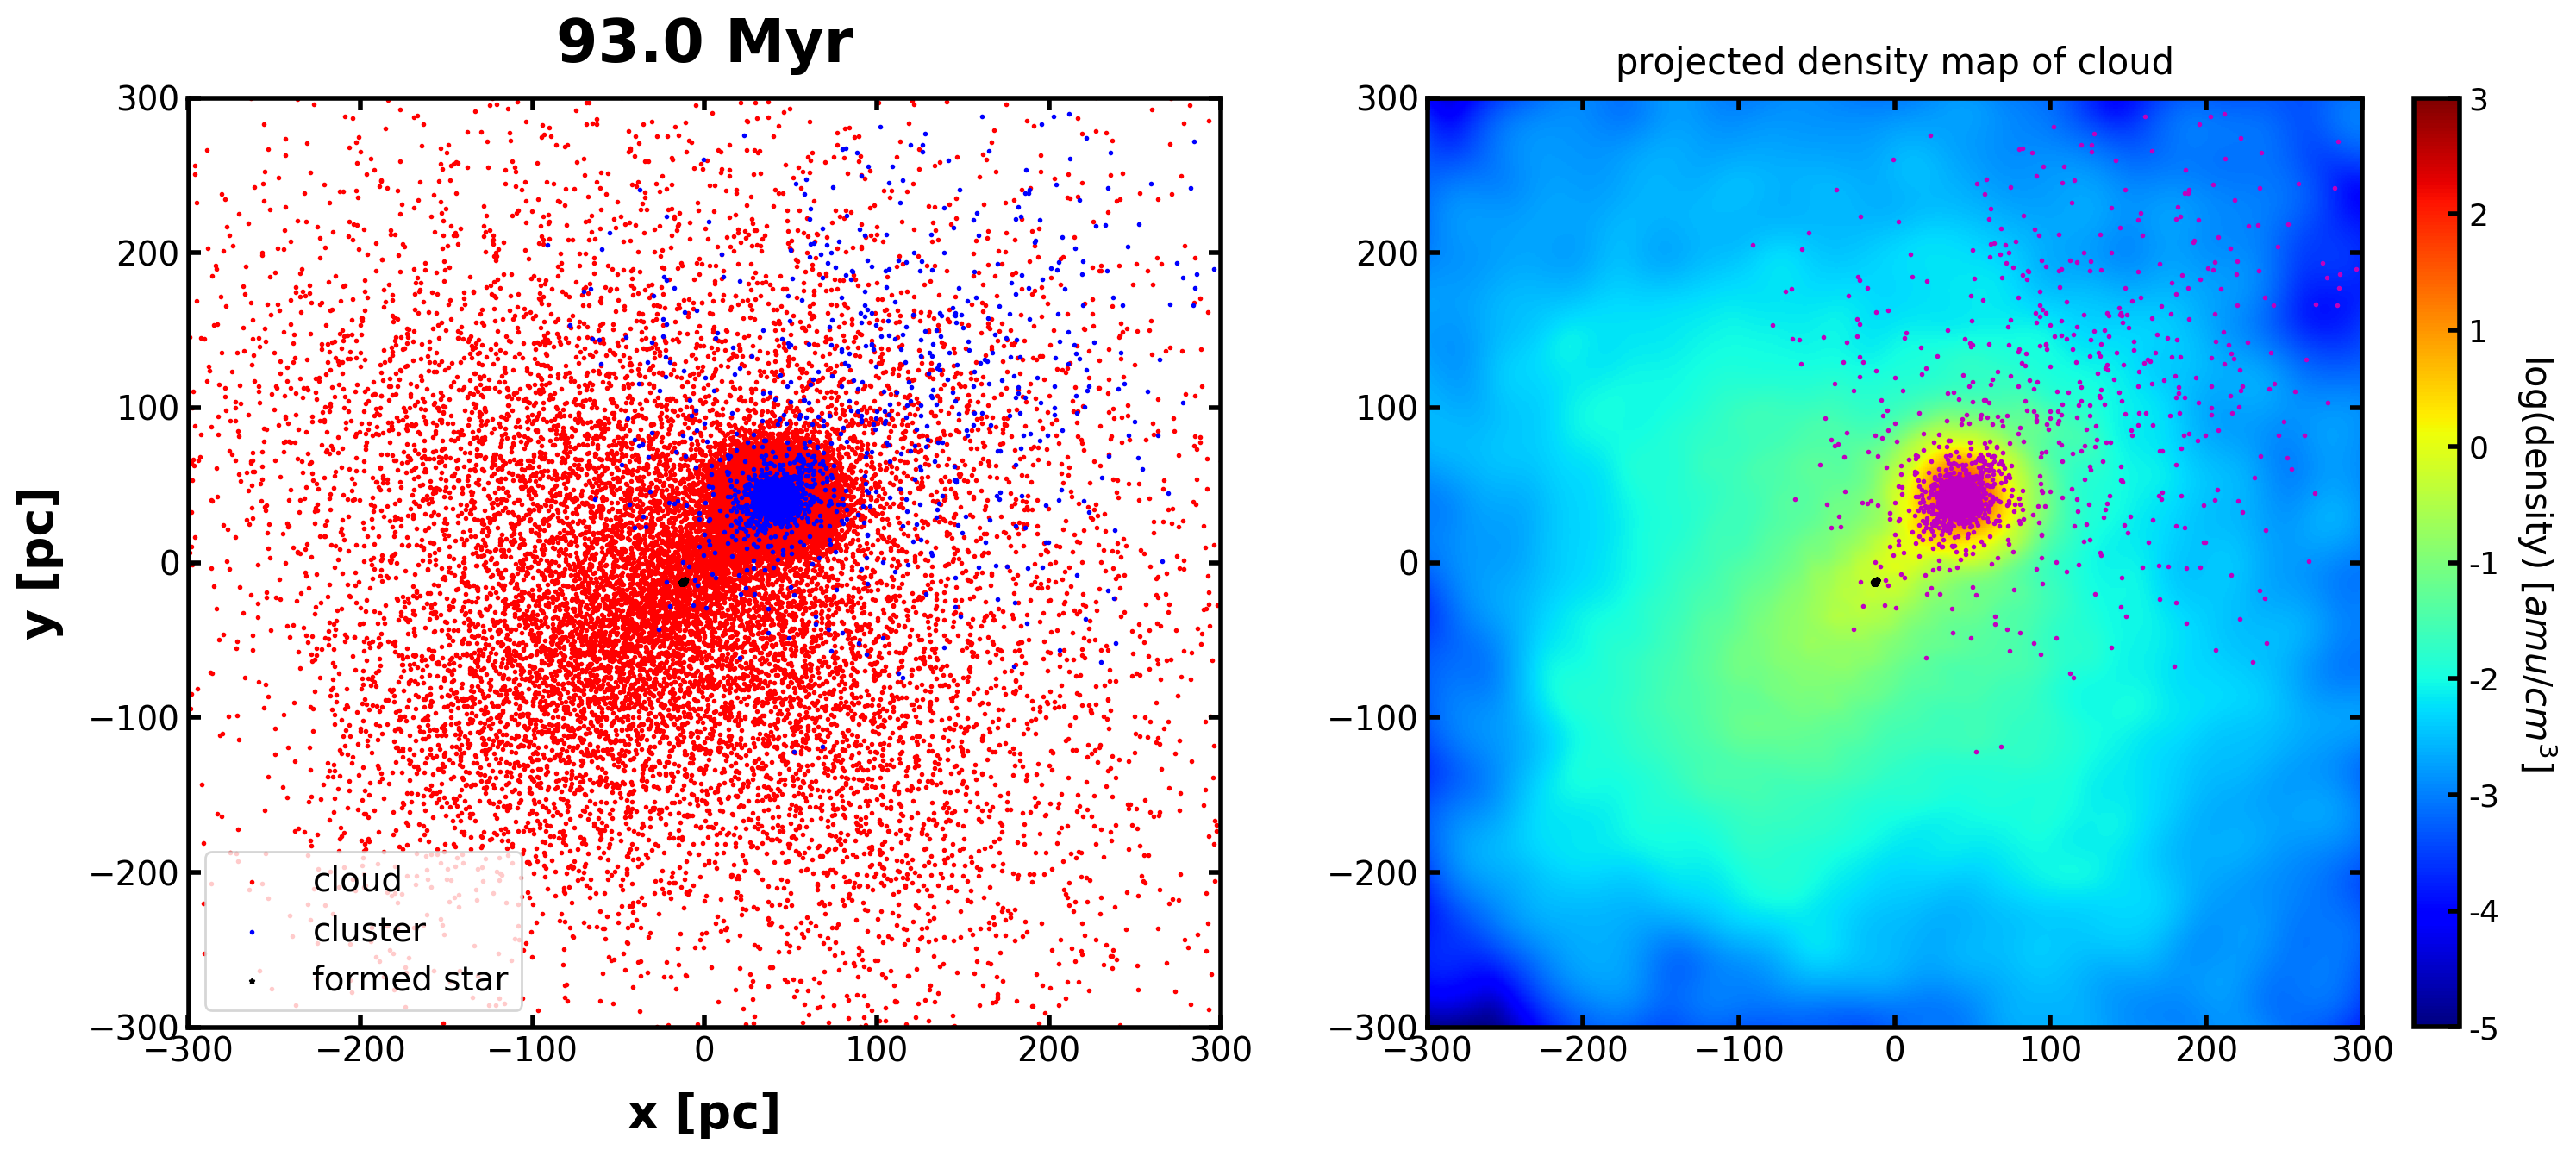 93.0 Myr
300
200
100
0
−100
−200
−300
y [pc]
cloud
cluster
formed star
−300 −200 −100 0 100 200 300
x [pc]
projected density map of cloud
300
200
100
0
−100
−200
−300
−300 −200 −100 0 100 200 300
3
2
1
0
-1
-2
-3
-4
-5
log(density) [amu/cm³]